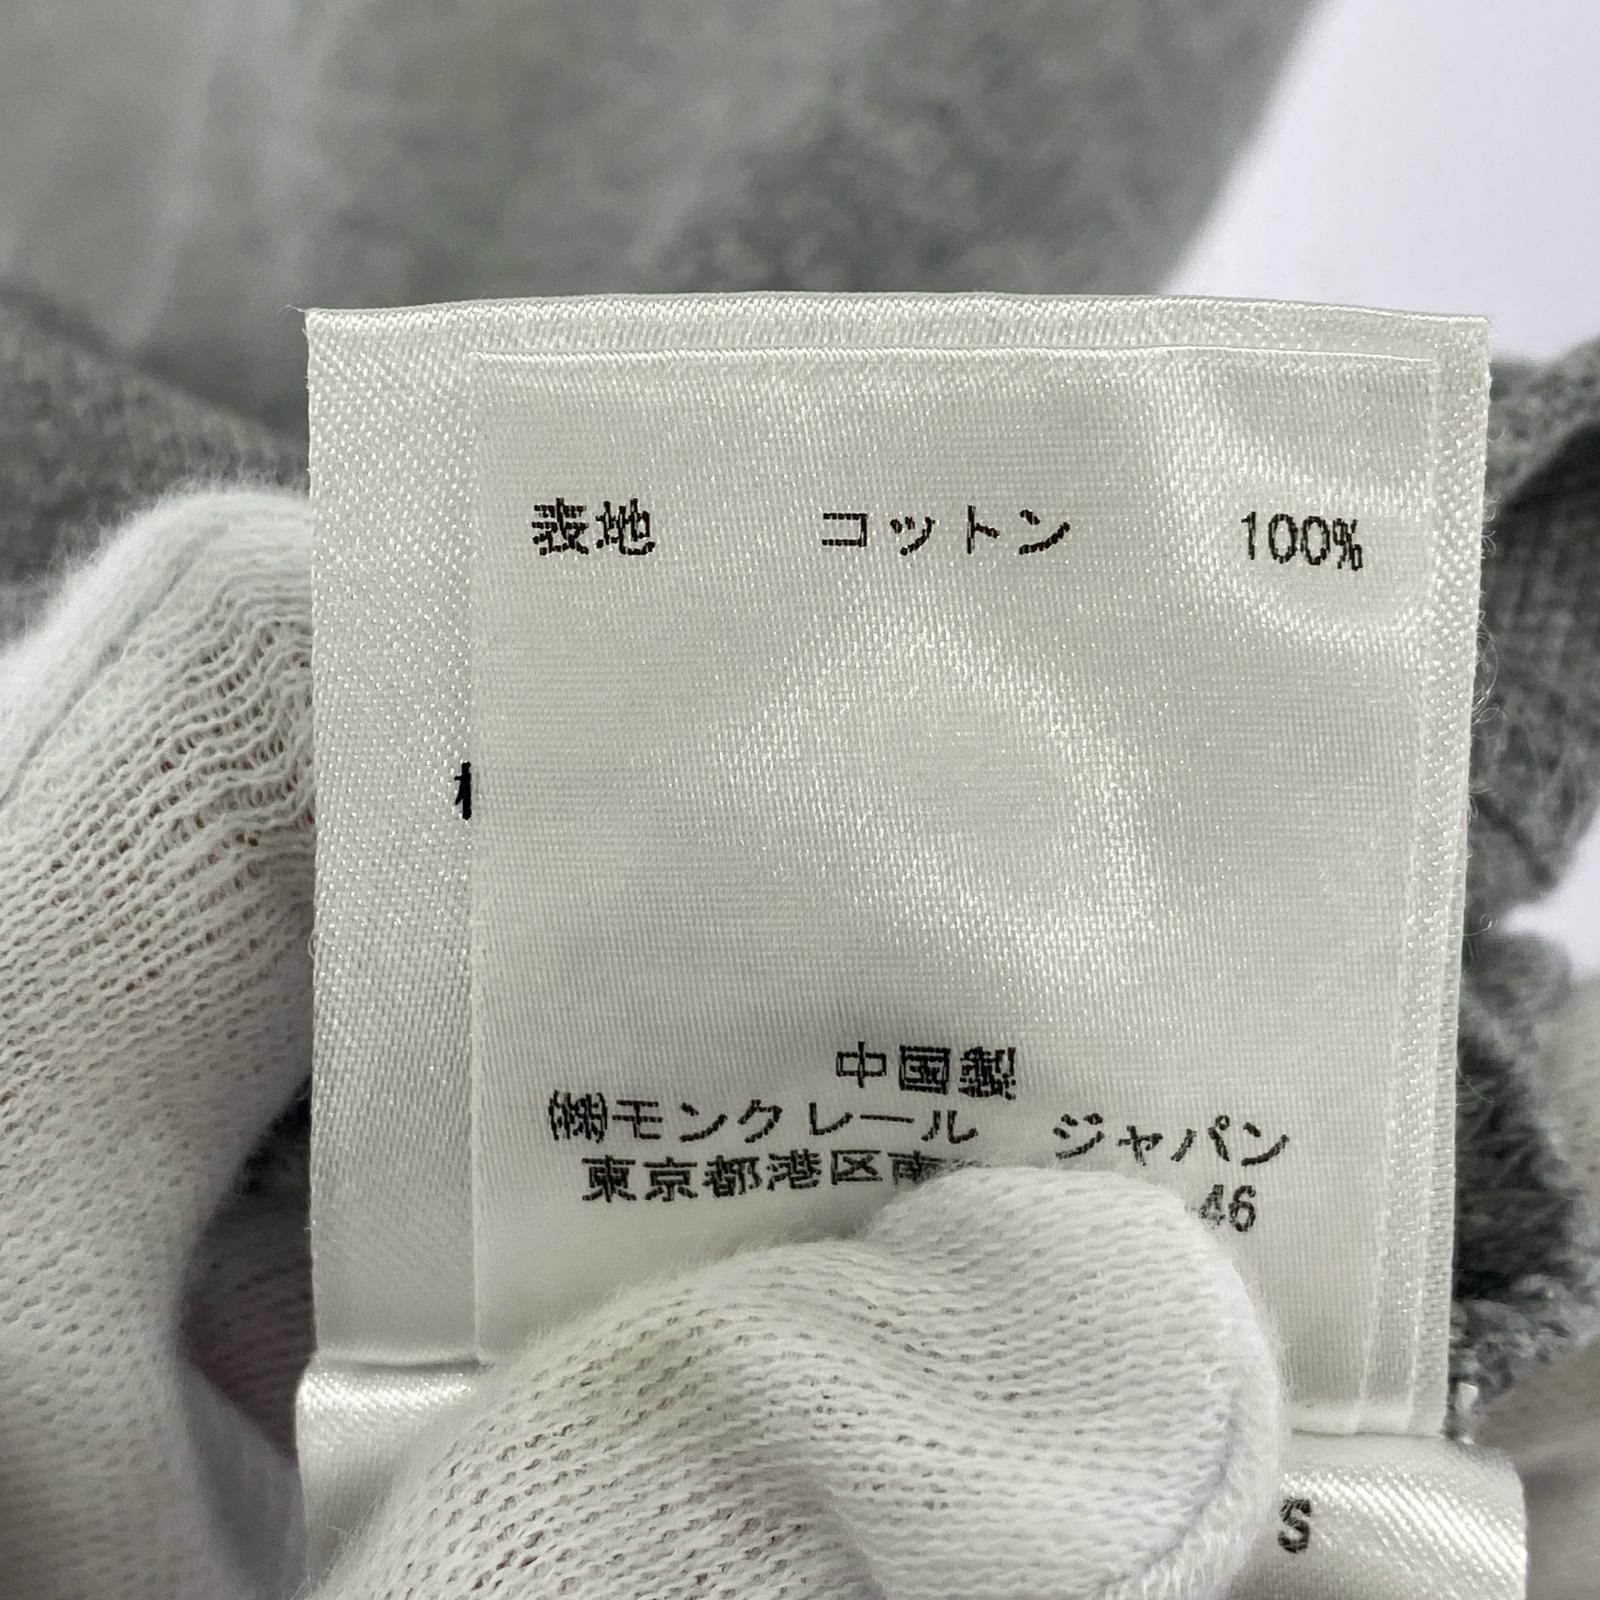 表地 コットン 100%
中国製
㈱モンクレール ジャパン
東京都港区南
46
S